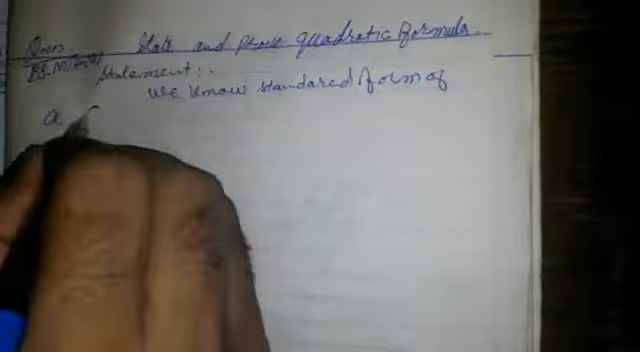 Ques. State and prove quadratic formula.
Statement:.
we know standared form of
a